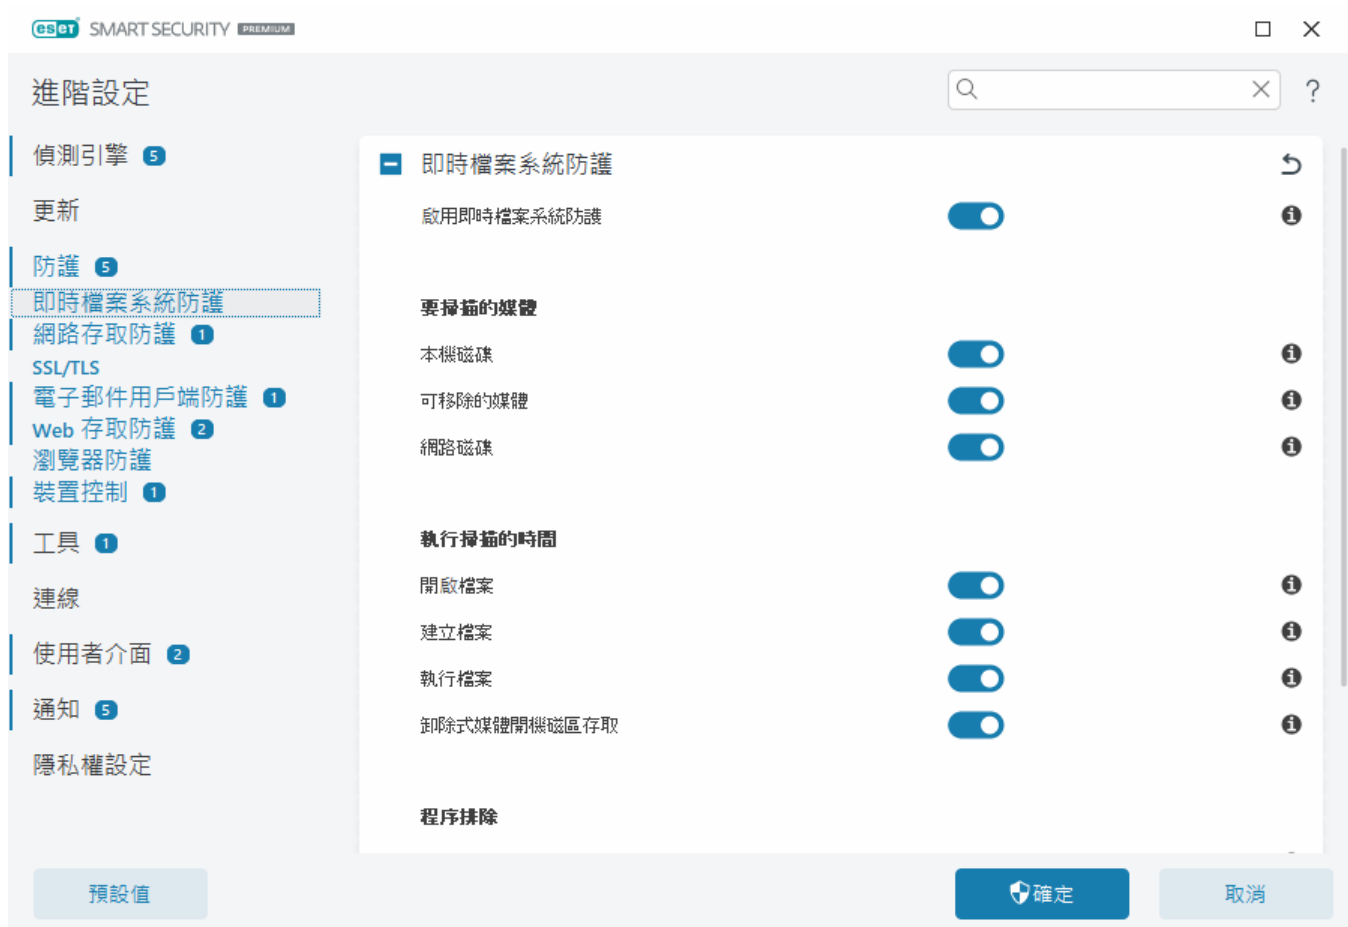 eset SMART SECURITY PREMIUM
進階設定
?
偵測引擎 5
更新
防護 5
即時檔案系統防護
網路存取防護 1
SSL/TLS
電子郵件用戶端防護 1
Web 存取防護 2
瀏覽器防護
裝置控制 1
工具 1
連線
使用者介面 2
通知 5
隱私權設定
即時檔案系統防護
啟用即時檔案系統防護
要掃描的媒體
本機磁碟
可移除的媒體
網路磁碟
執行掃描的時間
開啟檔案
建立檔案
執行檔案
卸除式媒體開機磁區存取
程序排除
預設值
確定
取消